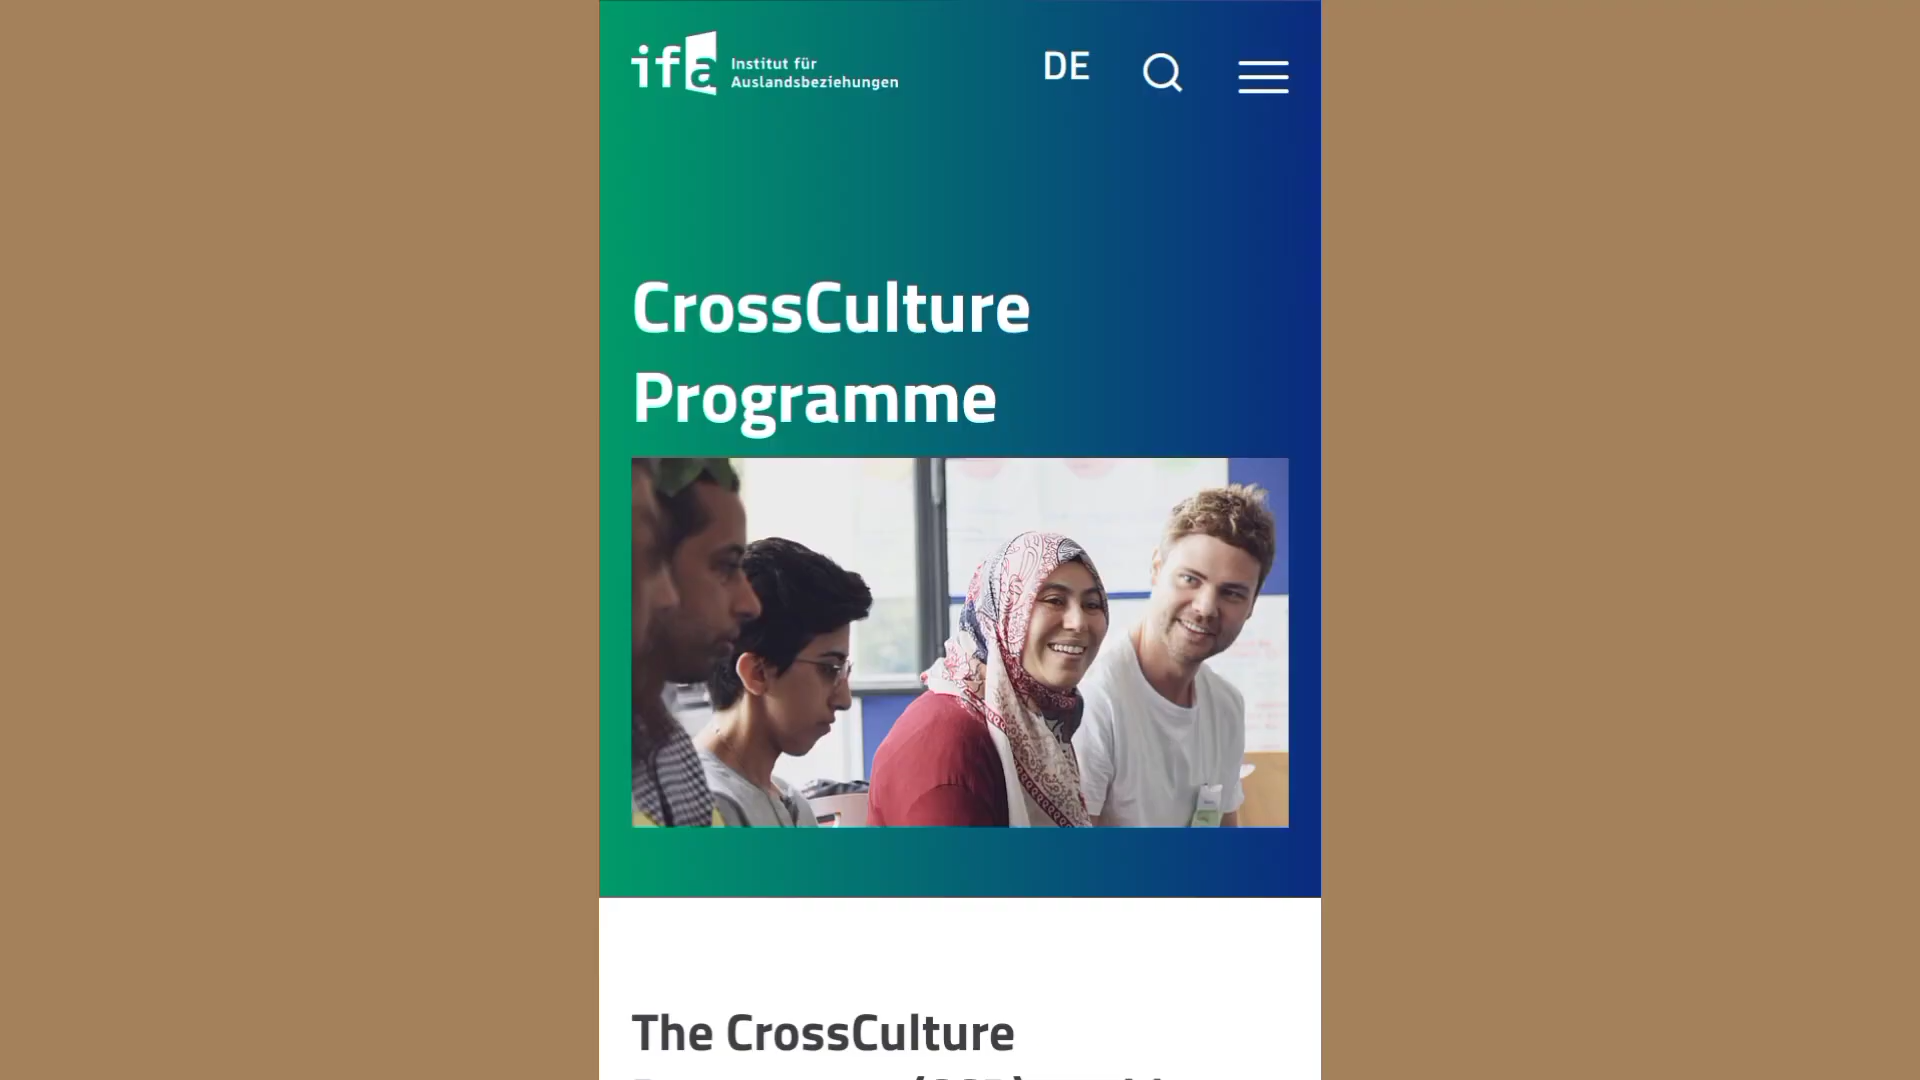 ifa
Institut für
Auslandsbeziehungen
DE
CrossCulture
Programme
The CrossCulture